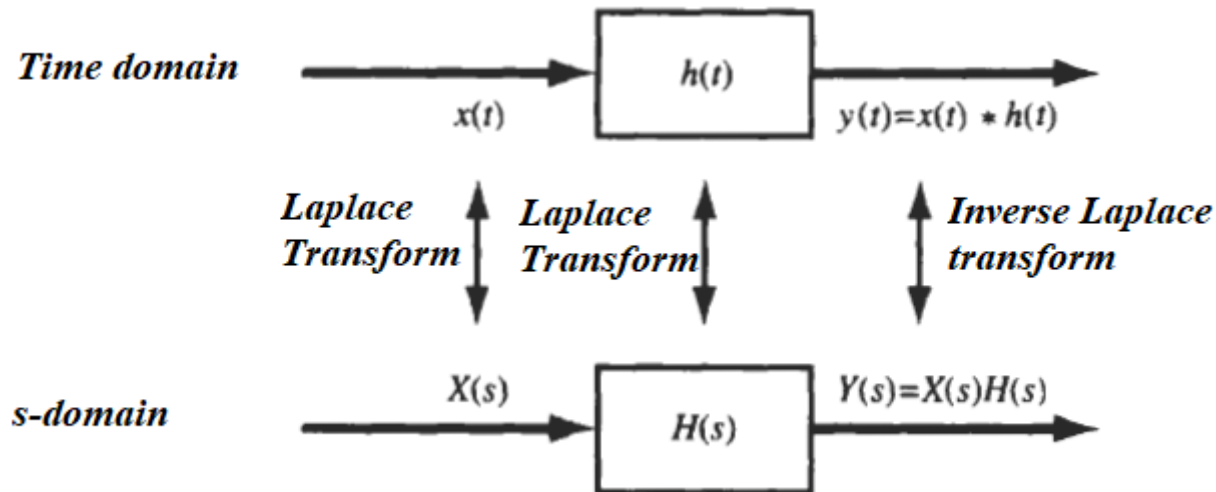 Time domain
h(t)
x(t)
y(t)=x(t) * h(t)
Laplace
Transform
Laplace
Transform
Inverse Laplace
transform
s-domain
X(s)
H(s)
Y(s)=X(s)H(s)